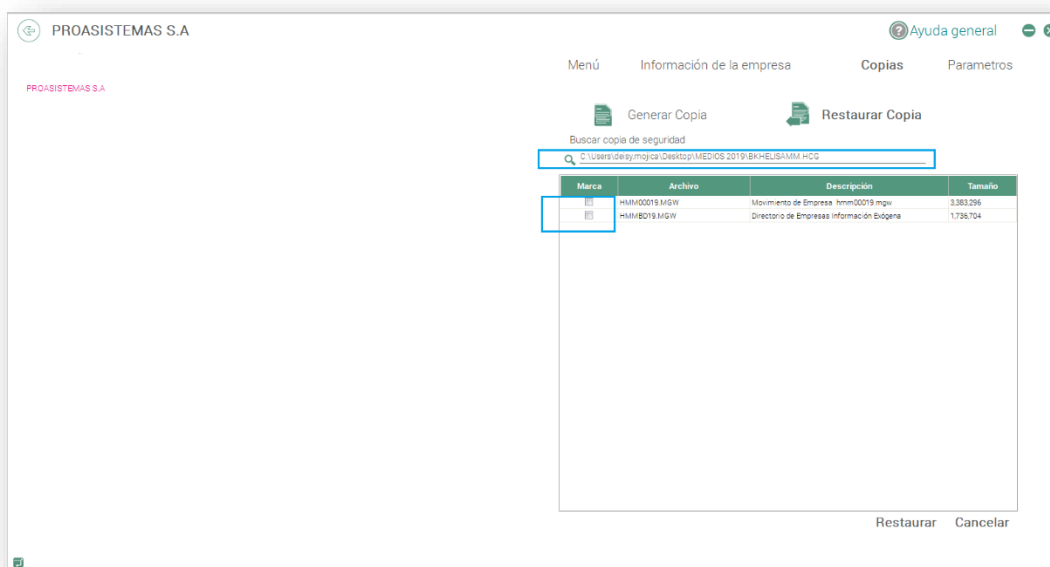 PROASISTEMAS S.A
Ayuda general
Menú Información de la empresa Copias Parametros
PROASISTEMAS S.A
Generar Copia Restaurar Copia
Buscar copia de seguridad
C:\Users\deisy.mojica\Desktop\MEDIOS 2019\BKHELISAMM.HCG
Marca Archivo Descripción Tamaño
HMM00019.MGW Movimiento de Empresa hmm00019.mgw 3,383,296
HMMBD19.MGW Directorio de Empresas Información Exógena 1,736,704
Restaurar Cancelar